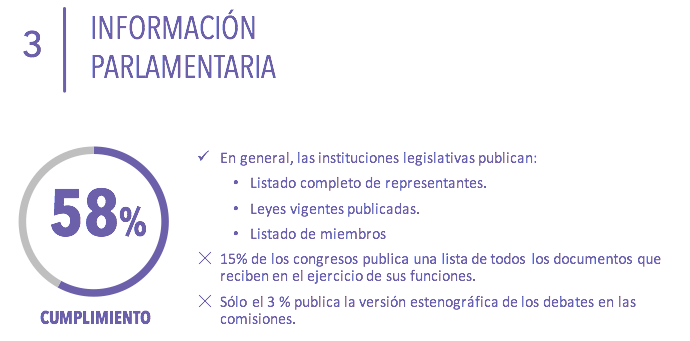 3
INFORMACIÓN
PARLAMENTARIA
58%
CUMPLIMIENTO
✓ En general, las instituciones legislativas publican:
• Listado completo de representantes.
• Leyes vigentes publicadas.
• Listado de miembros
× 15% de los congresos publica una lista de todos los documentos que
reciben en el ejercicio de sus funciones.
× Sólo el 3 % publica la versión estenográfica de los debates en las
comisiones.